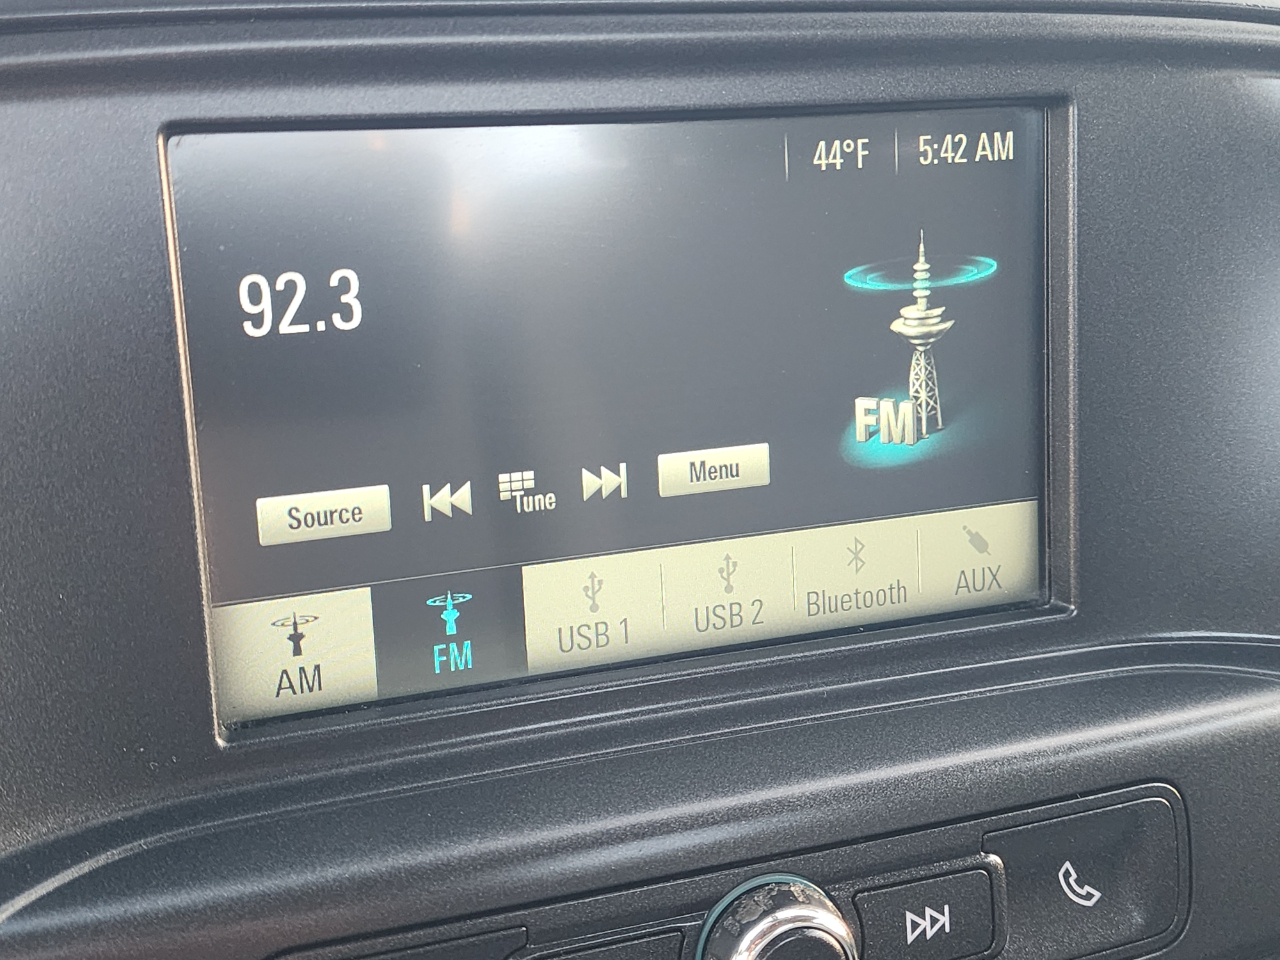 44°F 5:42 AM
92.3
FM
Source Tune Menu
AM FM USB 1 USB 2 Bluetooth AUX